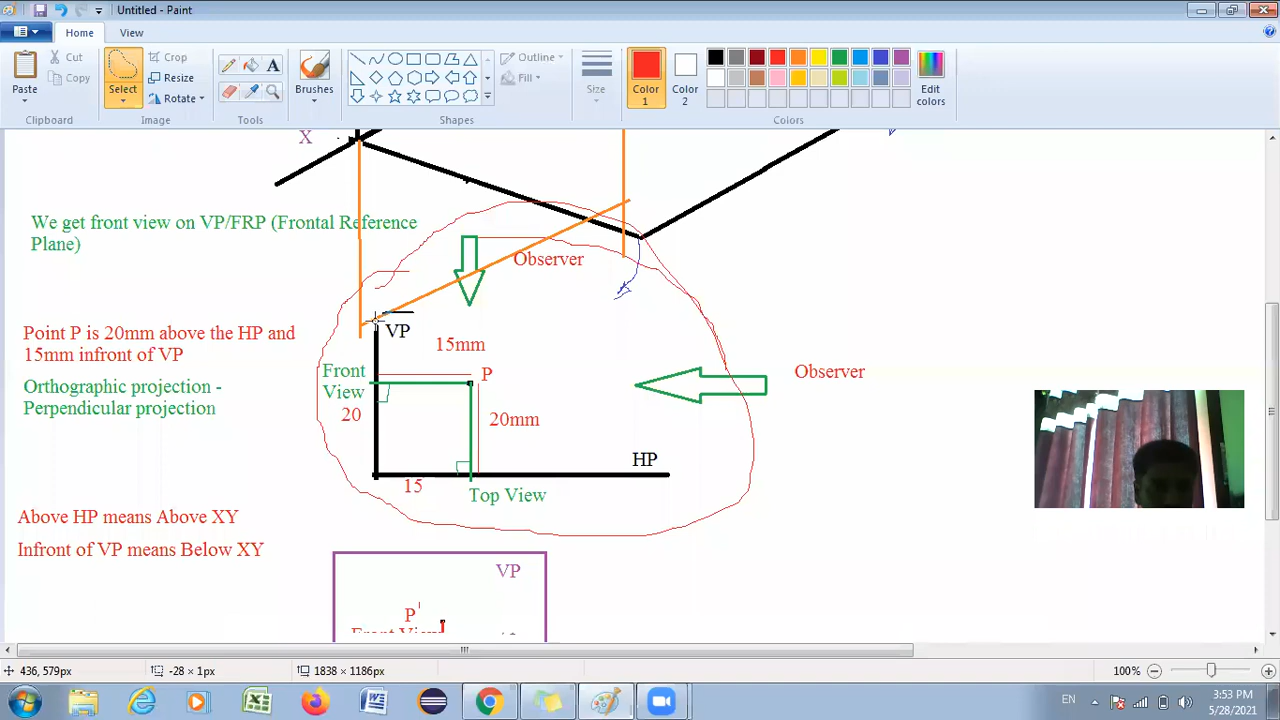 Untitled - Paint
Home
View
Paste
Cut
Copy
Clipboard
Select
Crop
Resize
Rotate
Image
Tools
Brushes
Outline
Fill
Shapes
Size
Color 1
Color 2
Edit colors
Colors
X
We get front view on VP/FRP (Frontal Reference
Plane)
Observer
Point P is 20mm above the HP and
15mm infront of VP
VP
15mm
Front
View
P
Observer
Orthographic projection -
Perpendicular projection
20
20mm
HP
15
Top View
Above HP means Above XY
Infront of VP means Below XY
VP
P'
Front View
436, 579px
-28 × 1px
1838 × 1186px
100%
EN
3:53 PM
5/28/2021